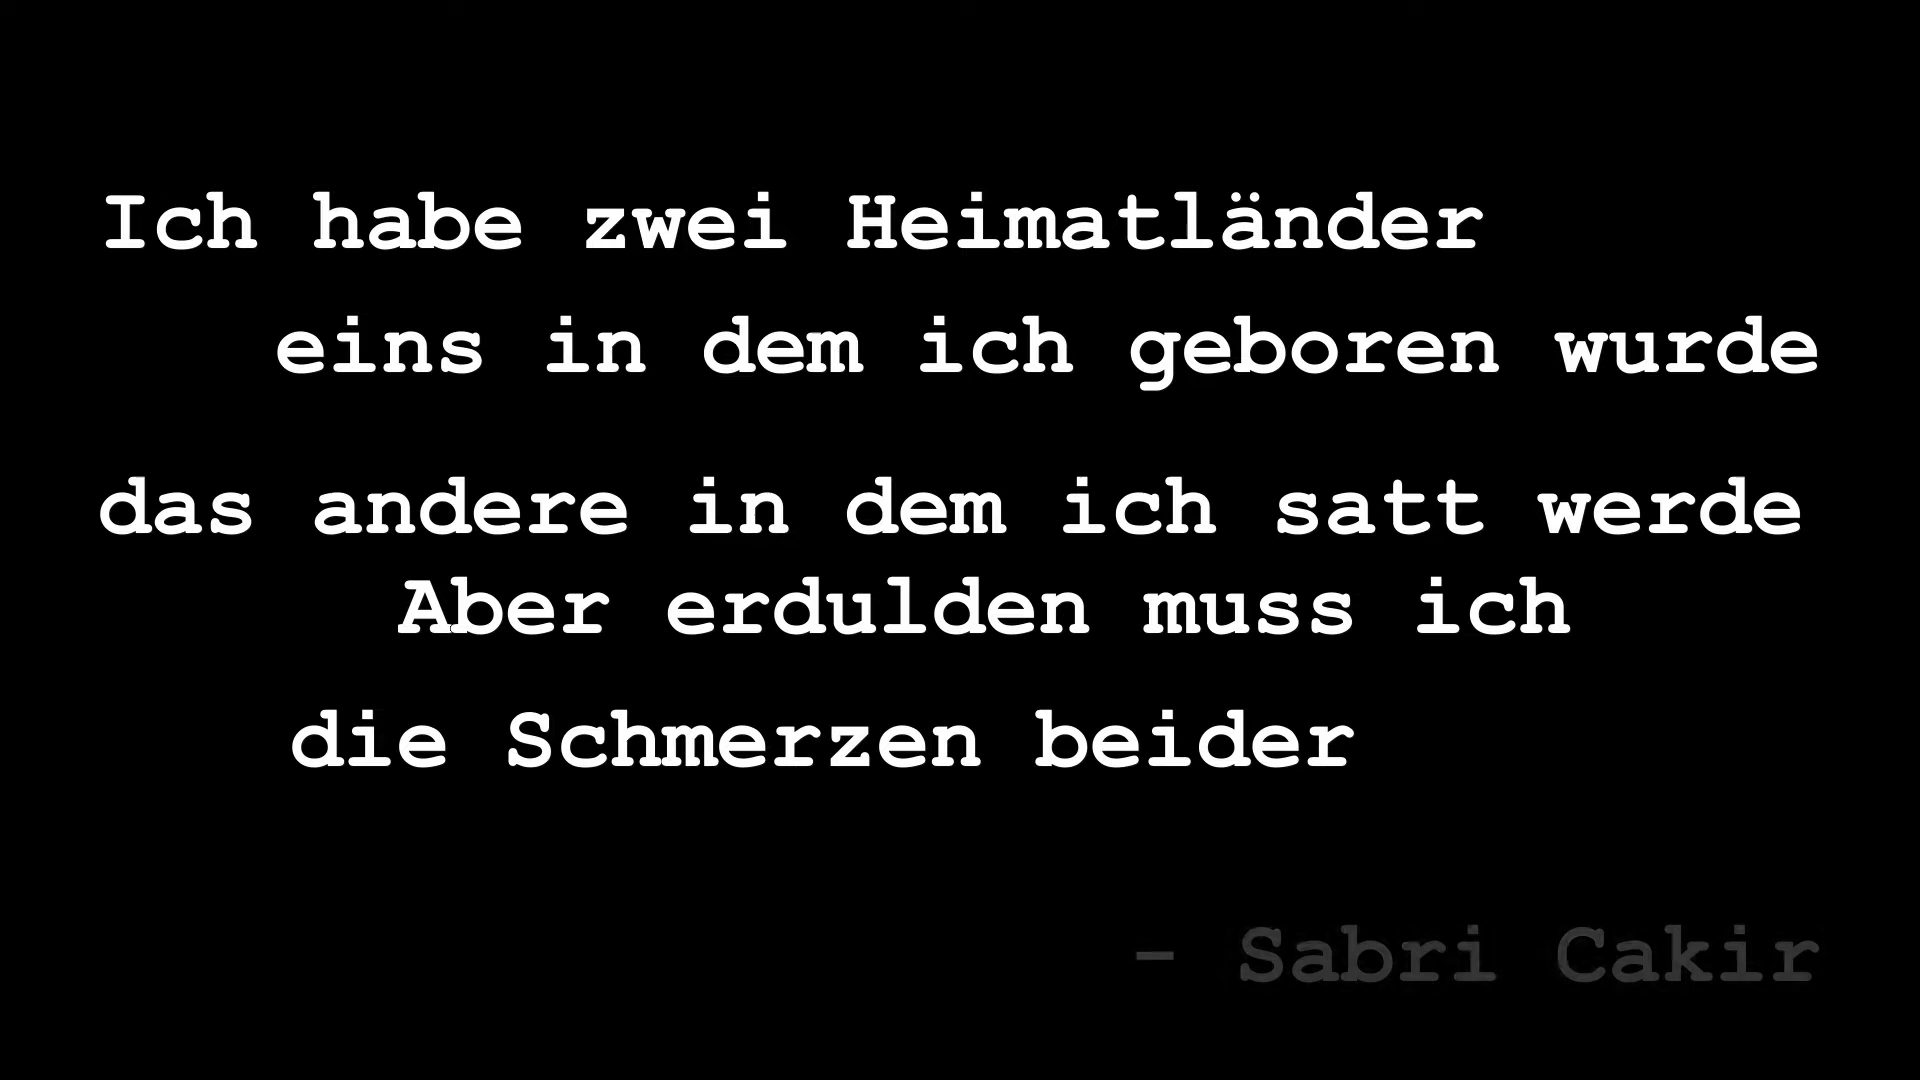 Ich habe zwei Heimatländer
eins in dem ich geboren wurde
das andere in dem ich satt werde
Aber erdulden muss ich
die Schmerzen beider
- Sabri Cakir